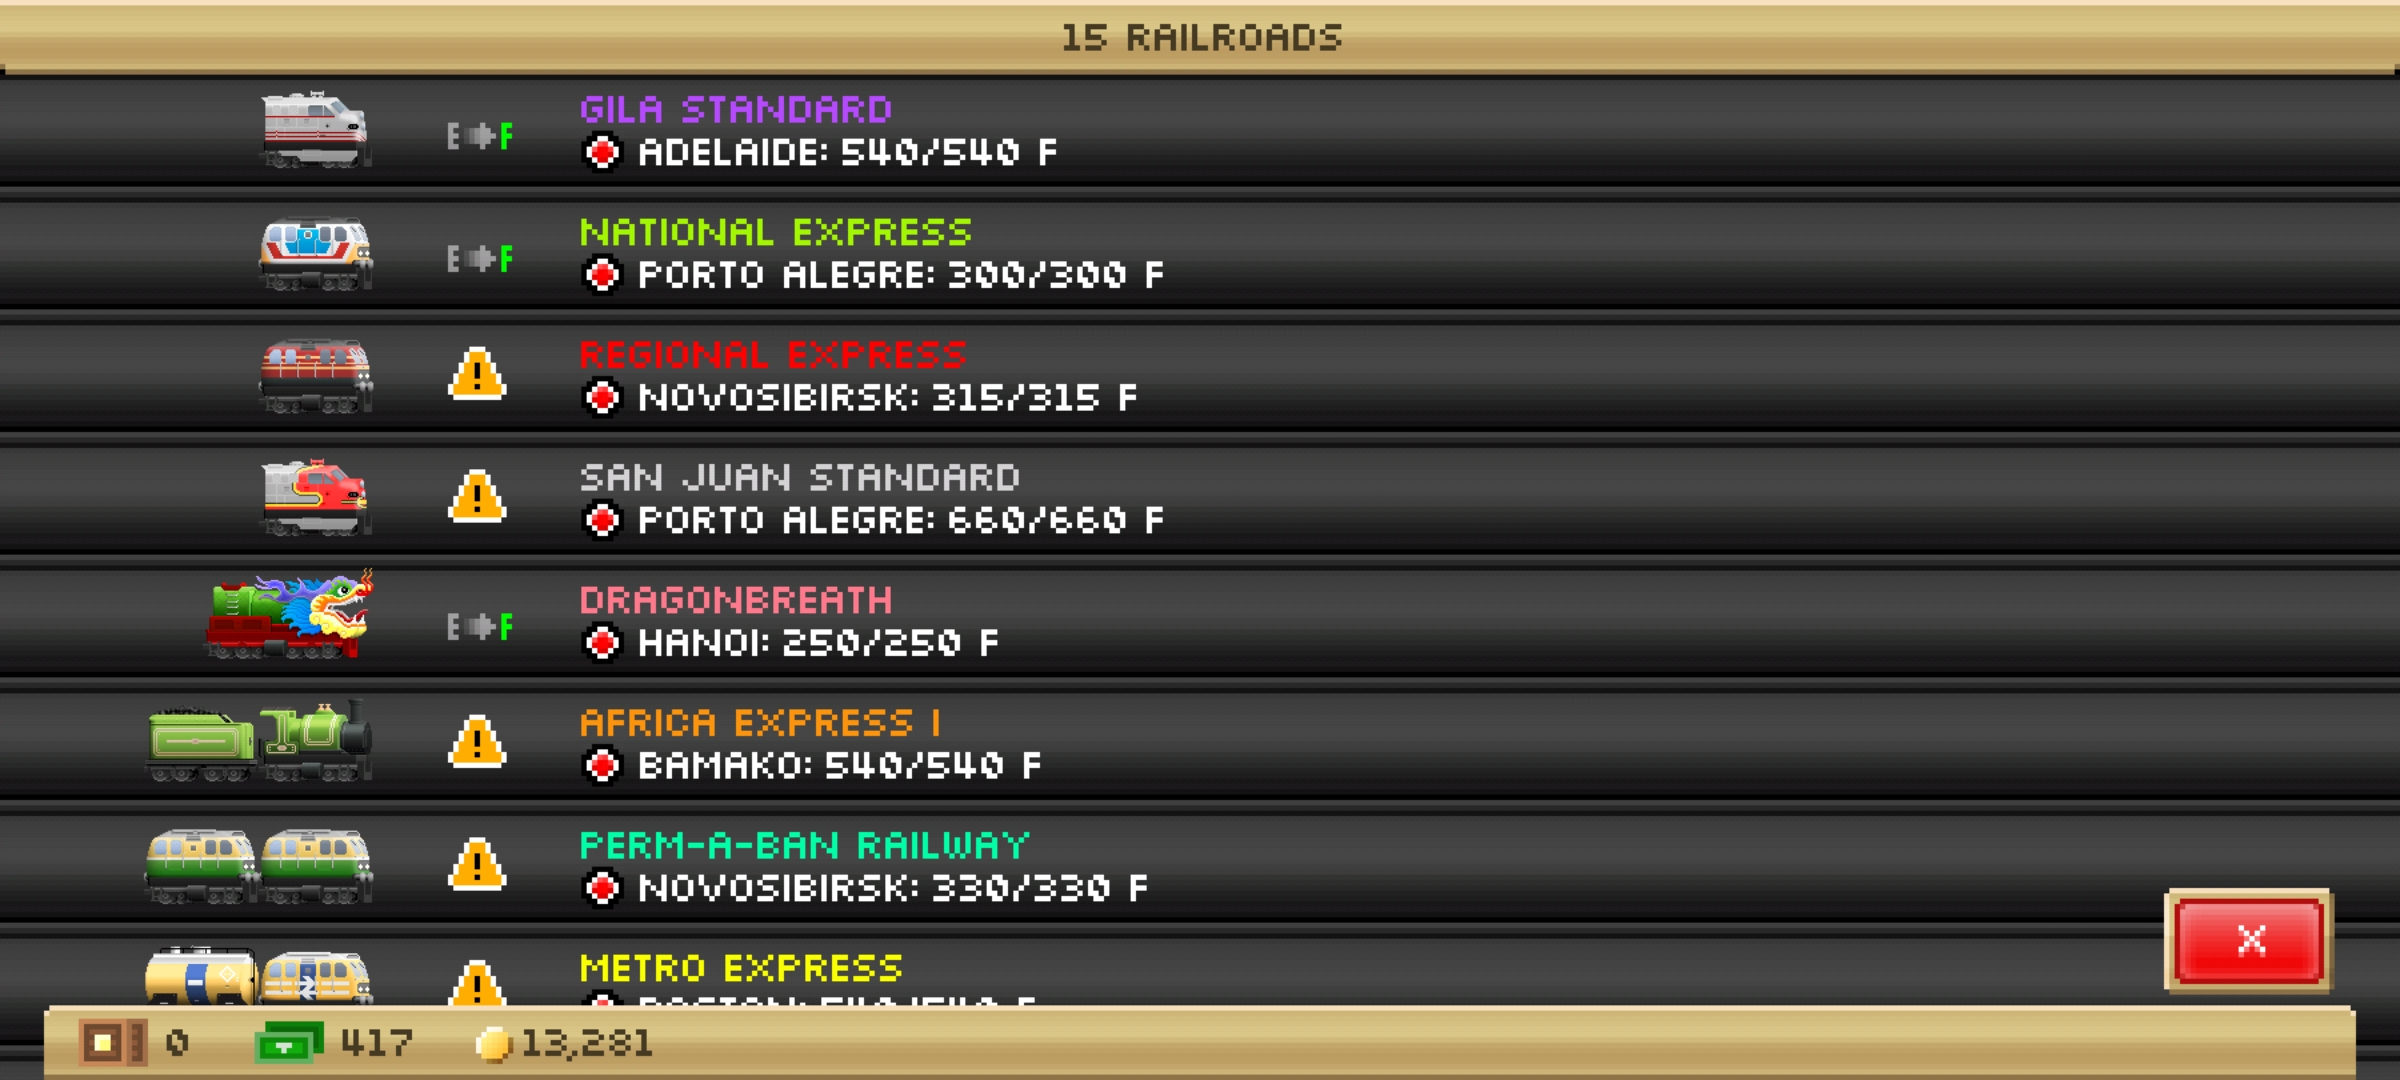 15 RAILROADS
E F
GILA STANDARD
ADELAIDE: 540/540 F
E F
NATIONAL EXPRESS
PORTO ALEGRE: 300/300 F
!
REGIONAL EXPRESS
NOVOSIBIRSK: 315/315 F
!
SAN JUAN STANDARD
PORTO ALEGRE: 660/660 F
E F
DRAGONBREATH
HANOI: 250/250 F
!
AFRICA EXPRESS I
BAMAKO: 540/540 F
!
PERM-A-BAN RAILWAY
NOVOSIBIRSK: 330/330 F
!
METRO EXPRESS
X
0 417 13,281